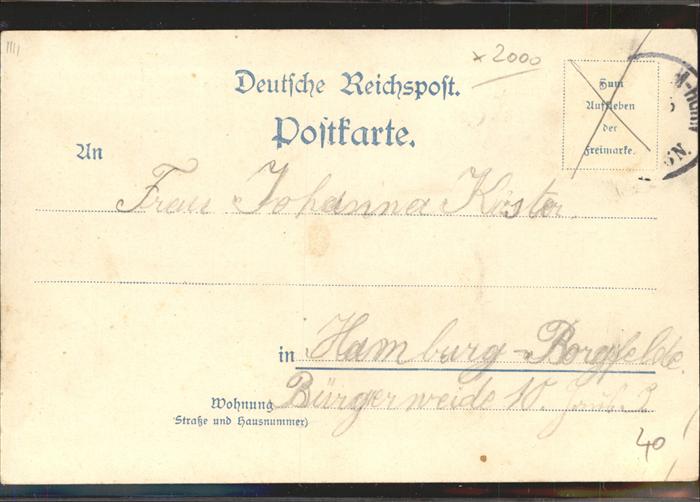 × 2000
Deutsche Reichspost.
Postkarte.
Zum
Aufkleben
der
Freimarke.
An
Frau Johanna Köster.
in Hamburg-Borgfelde.
Wohnung Bürgerweide 10.
(Straße und Hausnummer)
40